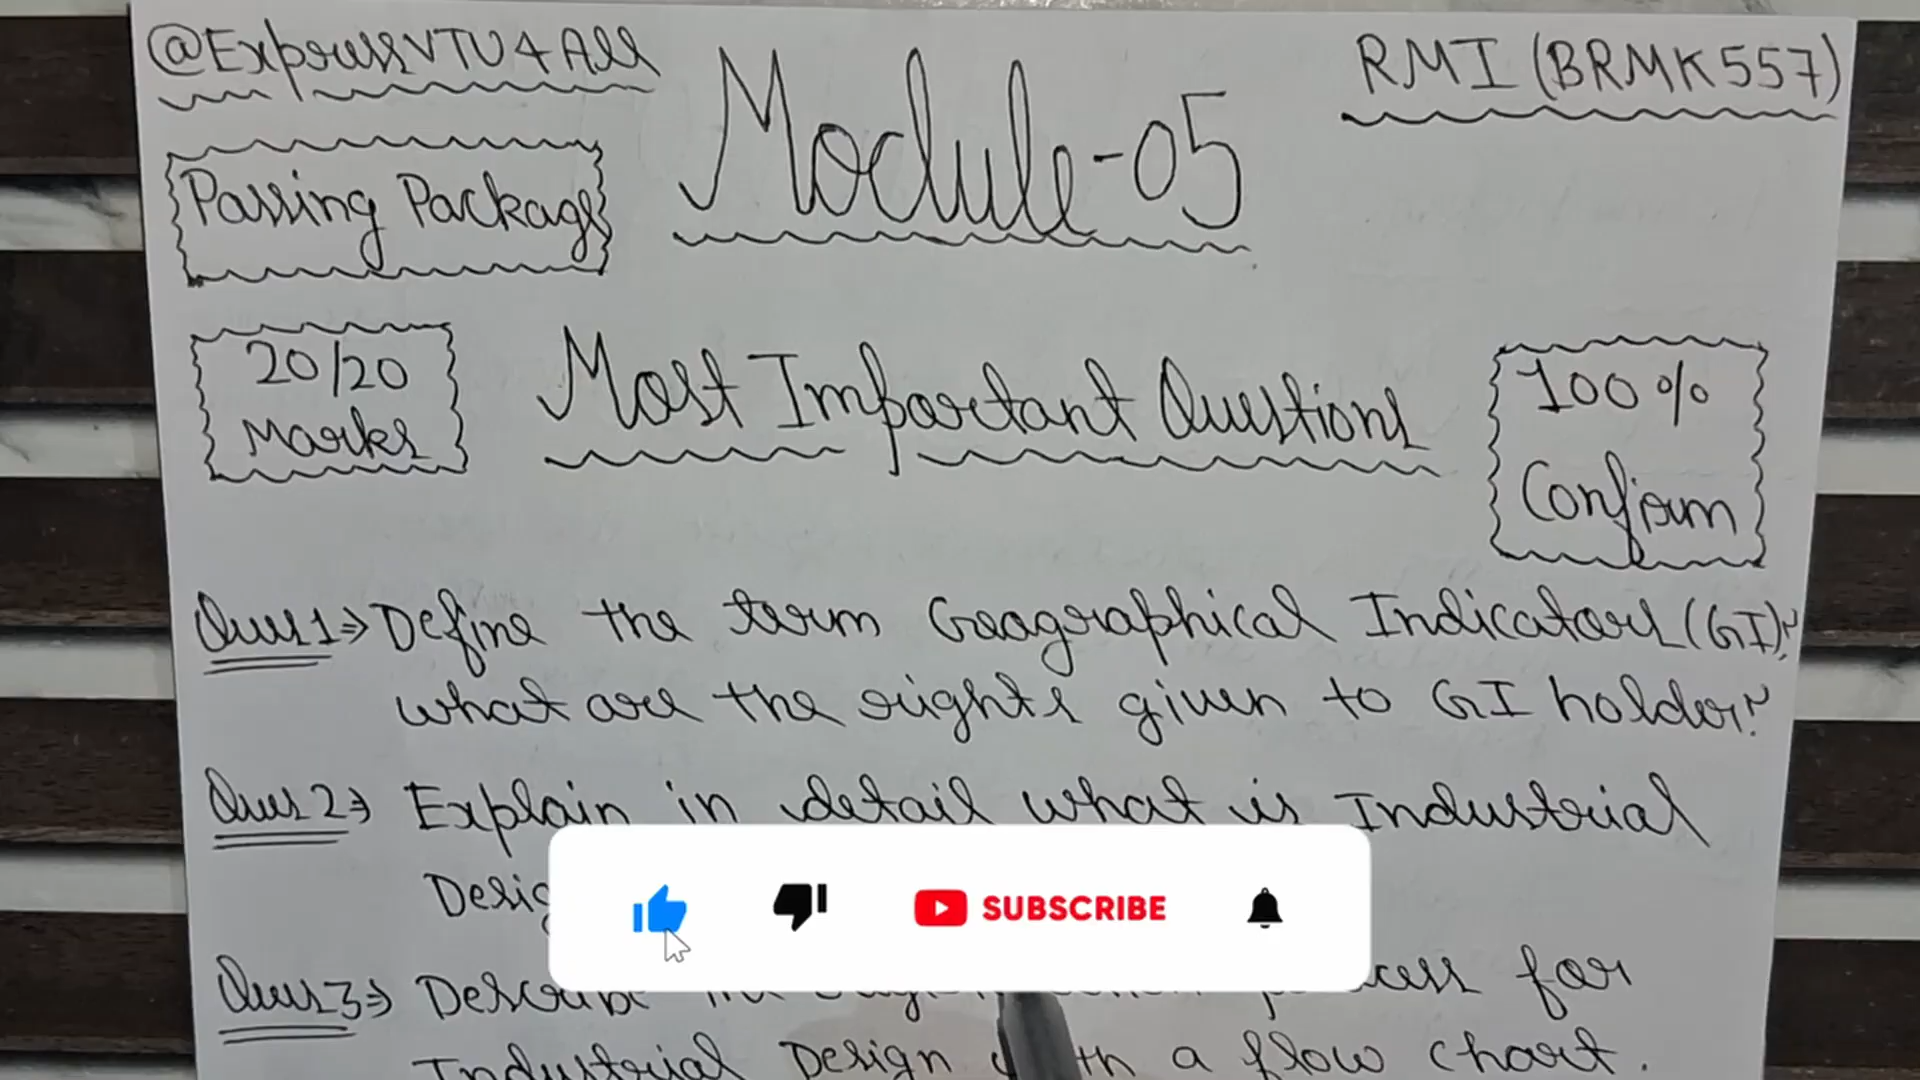 @ExpressVTU4All
RMI (BRMK557)
Module-05
Passing Package
20/20
Marks
Most Important Questions
100%
Confirm
Ques1⇒ Define the term Geographical Indicators (GI)?
what are the rights given to GI holder?
Ques2⇒ Explain in detail what is Industrial
SUBSCRIBE
Ques3⇒ Describe for
Industrial Design a flow chart.